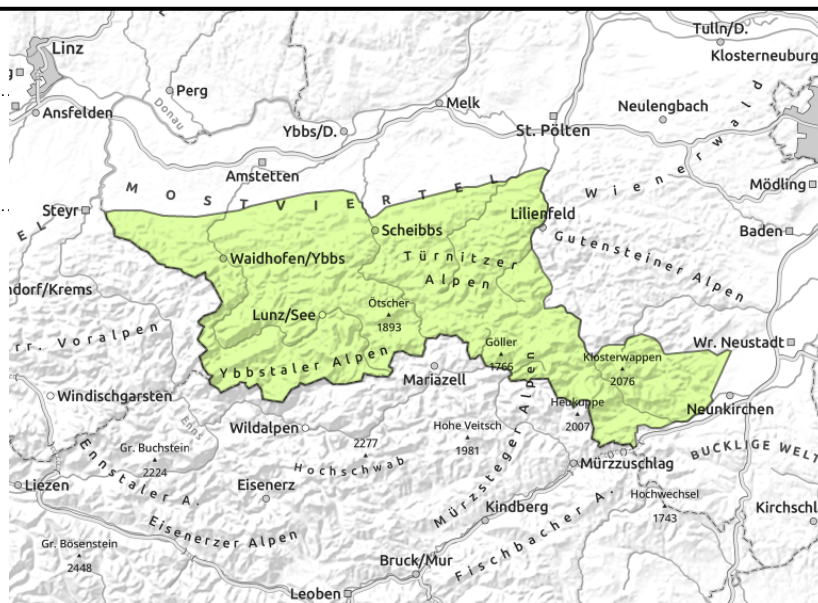 Tulln/D.
Linz
Klosterneuburg
Perg
Melk
Neulengbach
Ansfelden
Donau
Ybbs/D.
St. Pölten
Wienerwald
Amstetten
Mödling
MOSTVIERTEL
Steyr
Lilienfeld
Scheibbs
Baden
EL
Waidhofen/Ybbs
Türnitzer
Alpen
Gutensteiner Alpen
ndorf/Krems
Ötscher
1893
Lunz/See
rr. Voralpen
Göller
1766
Wr. Neustadt
Ybbstaler Alpen
Klosterwappen
2076
Mariazell
Windischgarsten
Heukuppe
2007
Neunkirchen
Enns
Wildalpen
Hohe Veitsch
1981
Gr. Buchstein
2224
2277
Hochschwab
BUCKLIGE WELT
Ennstaler A.
Mürzsteger Alpen
Mürzzuschlag
Liezen
Eisenerz
Hochwechsel
1743
Kindberg
Kirchschl
Eisenerzer Alpen
Fischbacher A.
Gr. Bösenstein
2448
Bruck/Mur
Leoben